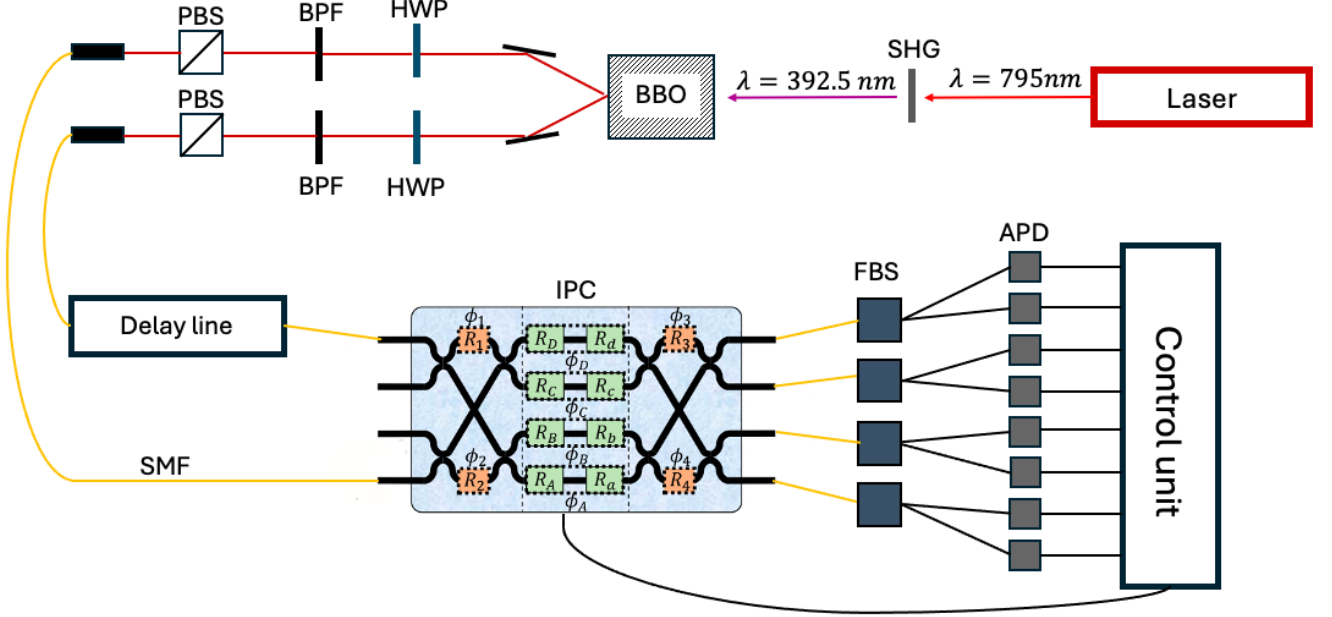 PBS
BPF
HWP
PBS
BPF
HWP
BBO
λ = 392.5 nm
SHG
λ = 795nm
Laser
Delay line
SMF
IPC
ϕ1
R1
ϕ2
R2
RD
Rd
ϕD
RC
Rc
ϕC
RB
Rb
ϕB
RA
Ra
ϕA
ϕ3
R3
ϕ4
R4
FBS
APD
Control unit